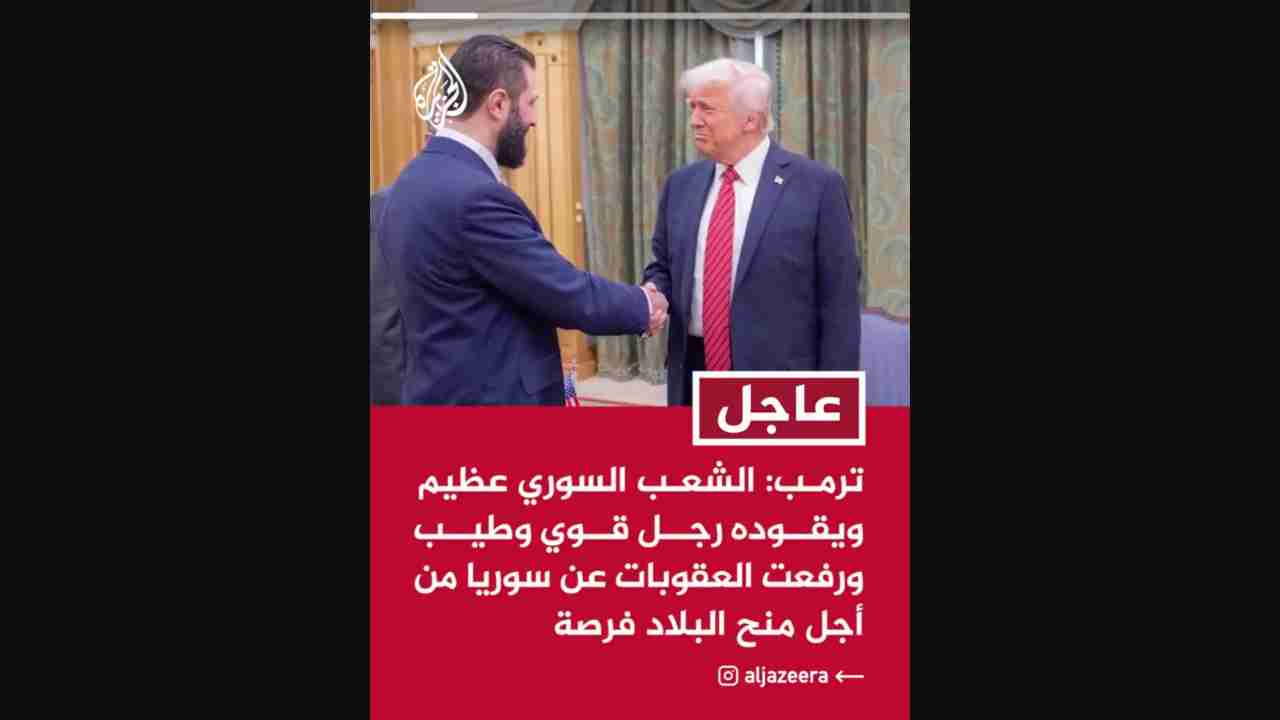 الجزيرة
عاجل
ترمب: الشعب السوري عظيم
ويقوده رجل قوي وطيب
ورفعت العقوبات عن سوريا من
أجل منح البلاد فرصة
aljazeera